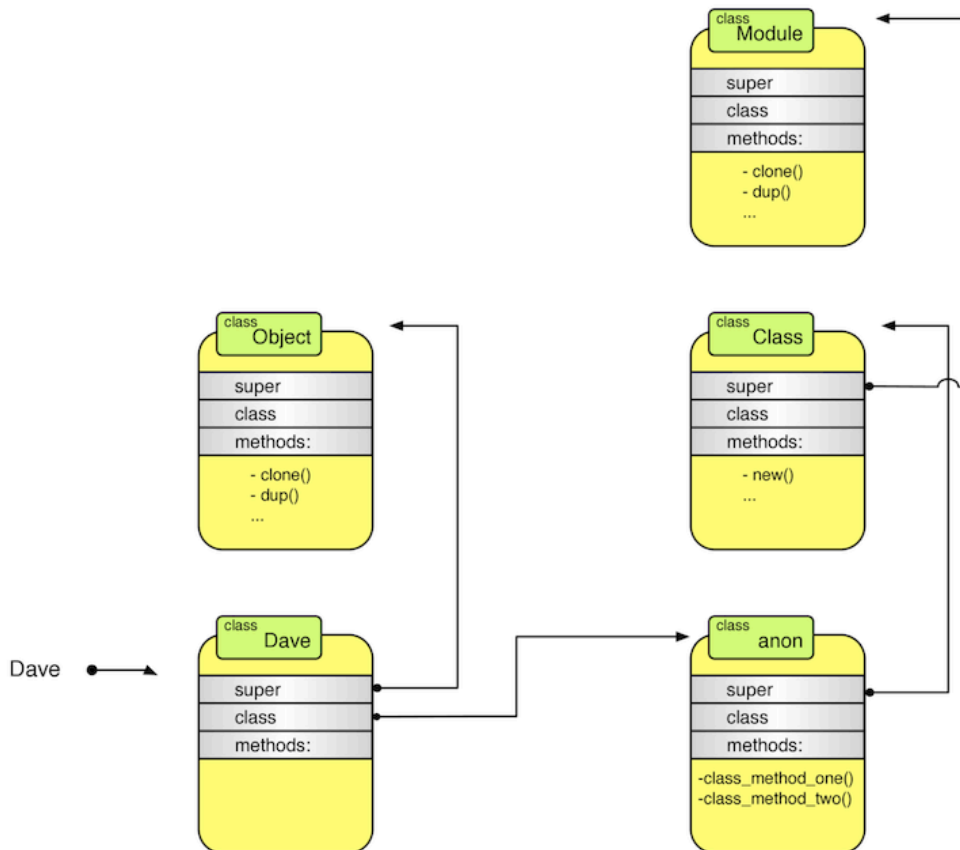 class
Module
super
class
methods:
- clone()
- dup()
...
class
Object
super
class
methods:
- clone()
- dup()
...
class
Class
super
class
methods:
- new()
...
Dave
class
Dave
super
class
methods:
class
anon
super
class
methods:
-class_method_one()
-class_method_two()